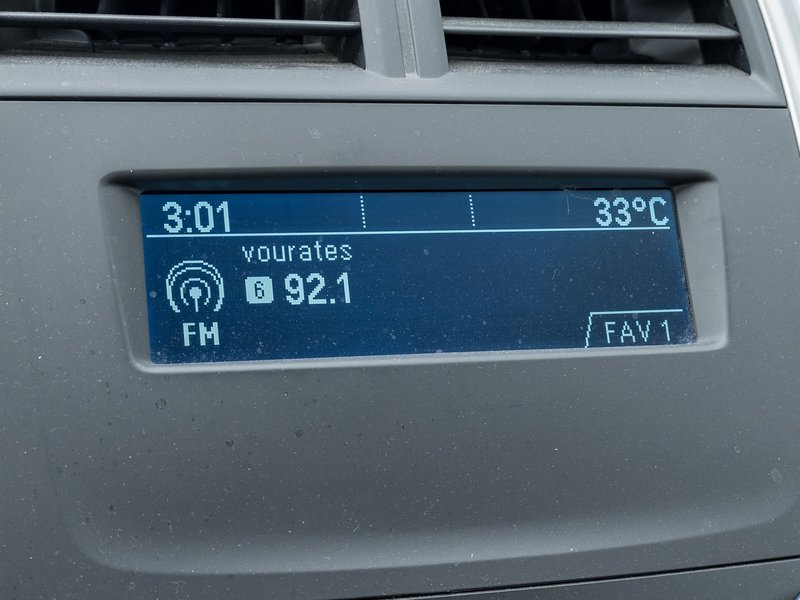 3:01 33°C
vourates
6 92.1
FM
FAV 1